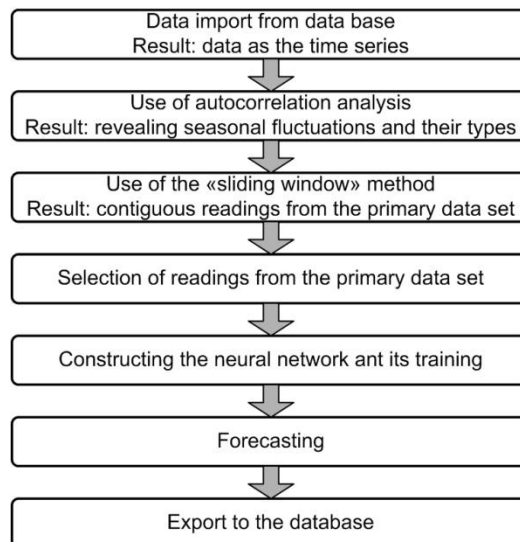 Data import from data base
Result: data as the time series
Use of autocorrelation analysis
Result: revealing seasonal fluctuations and their types
Use of the «sliding window» method
Result: contiguous readings from the primary data set
Selection of readings from the primary data set
Constructing the neural network ant its training
Forecasting
Export to the database